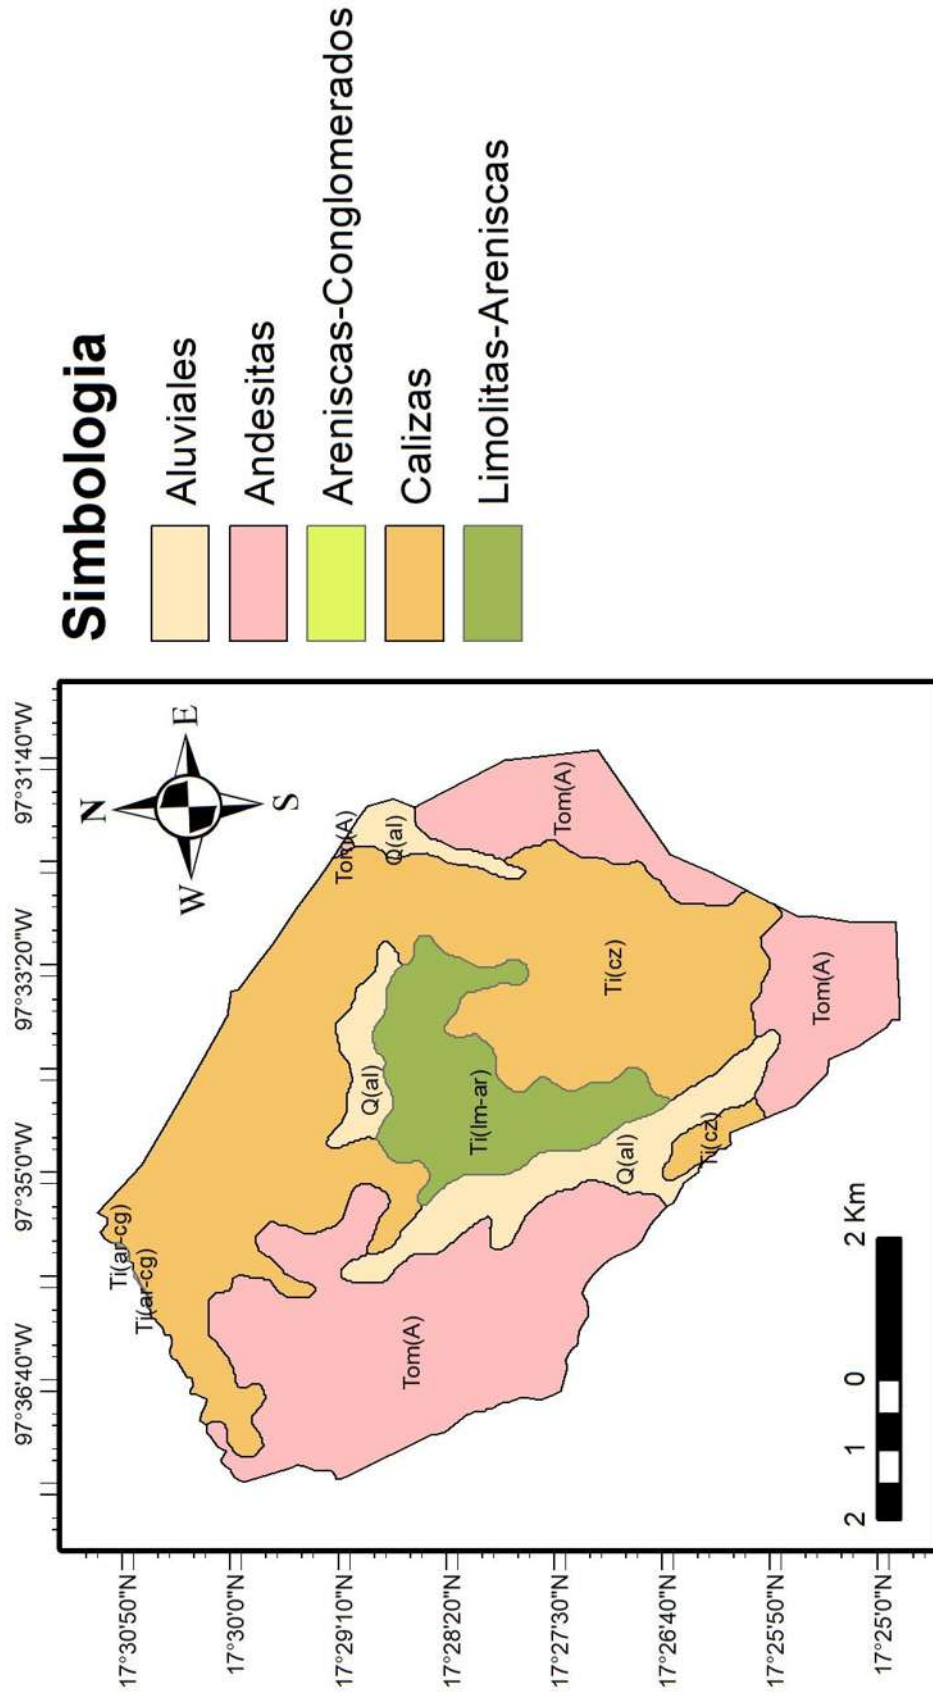 Simbologia
Aluviales
Andesitas
Areniscas-Conglomerados
Calizas
Limolitas-Areniscas
97°36'40"W
97°35'0"W
97°33'20"W
97°31'40"W
17°30'50"N
17°30'0"N
17°29'10"N
17°28'20"N
17°27'30"N
17°26'40"N
17°25'50"N
17°25'0"N
N
W
E
S
Ti(ar-cg)
Ti(ar-cg)
Tom(A)
Q(al)
Q(al)
Tom(A)
Ti(lm-ar)
Ti(cz)
Tom(A)
Q(al)
Ti(cz)
Tom(A)
2 1 0 2 Km